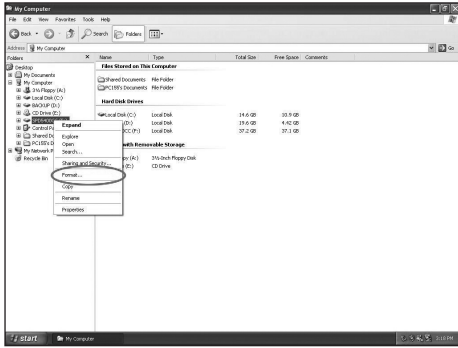 My Computer
File Edit View Favorites Tools Help
Back Search Folders
Address My Computer Go
Folders
Name Type Total Size Free Space Comments
Desktop
My Documents
My Computer
3½ Floppy (A:)
Local Disk (C:)
BACKUP (D:)
CD Drive (E:)
Control Pa
Shared Do
PC155's D
My Network P
Recycle Bin
Expand
Explore
Open
Search...
Sharing and Security...
Format...
Copy
Rename
Properties
Files Stored on This Computer
Shared Documents File Folder
PC155's Documents File Folder
Hard Disk Drives
Local Disk (C:) Local Disk 14.6 GB 10.9 GB
(D:) Local Disk 19.6 GB 4.42 GB
CC (F:) Local Disk 37.2 GB 37.1 GB
with Removable Storage
py (A:) 3½-Inch Floppy Disk
(E:) CD Drive
start My Computer 3:18 PM